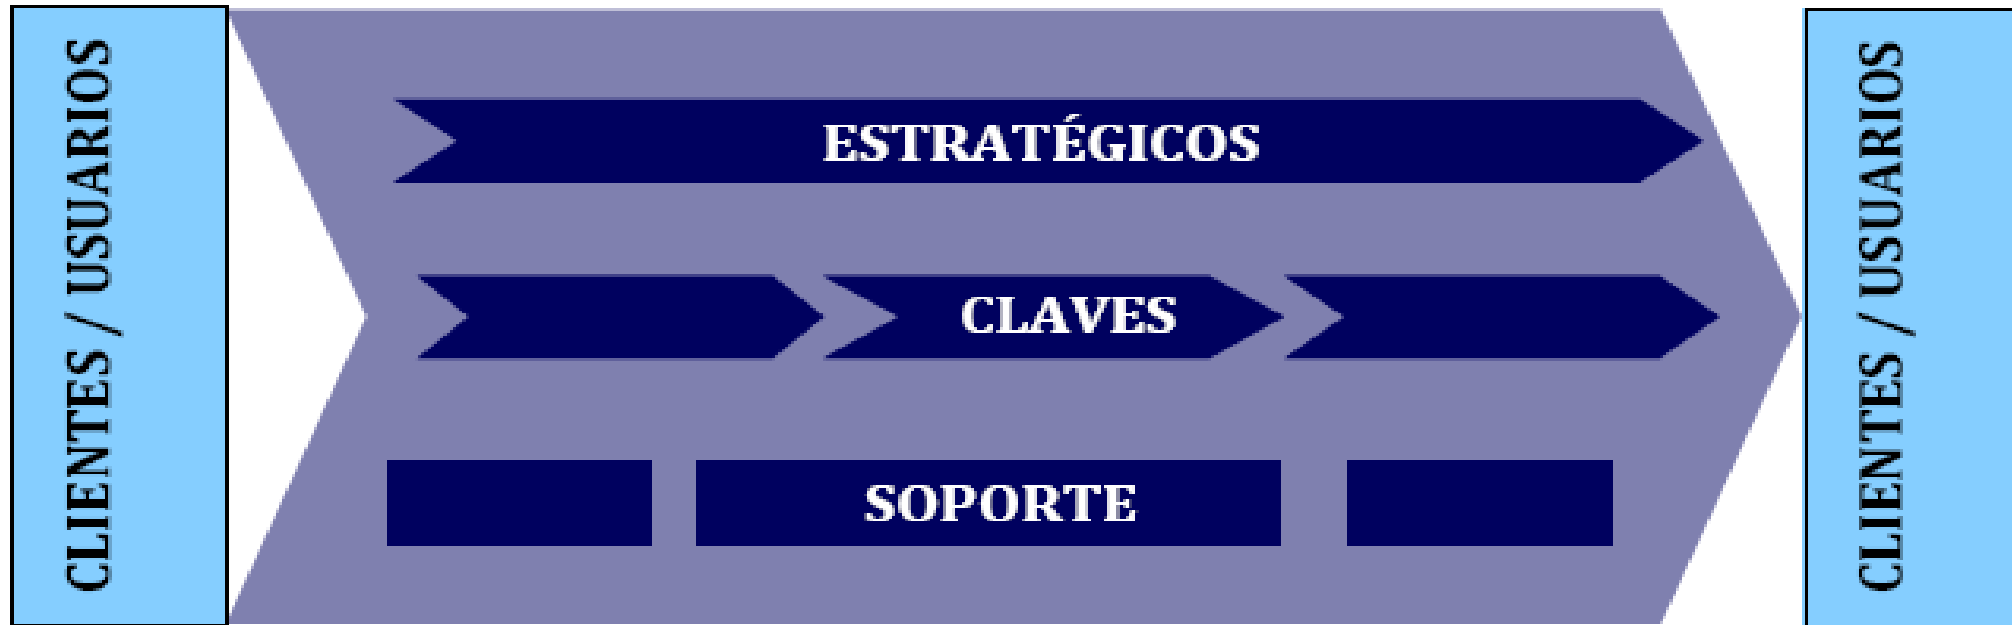 CLIENTES / USUARIOS
ESTRATÉGICOS
CLAVES
SOPORTE
CLIENTES / USUARIOS